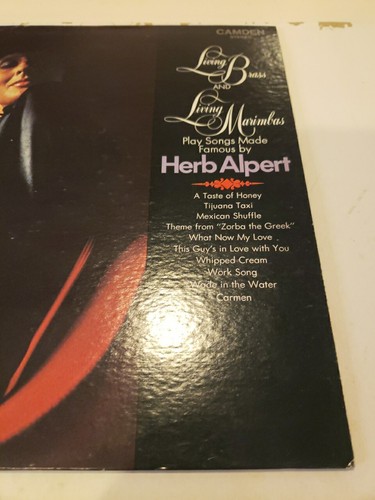 CAMDEN
STEREO
Living
Brass
AND
Living
Marimbas
Play Songs Made
Famous by
Herb Alpert
A Taste of Honey
Tijuana Taxi
Mexican Shuffle
Theme from "Zorba the Greek"
What Now My Love
This Guy's in Love with You
Whipped Cream
Work Song
Wade in the Water
Carmen